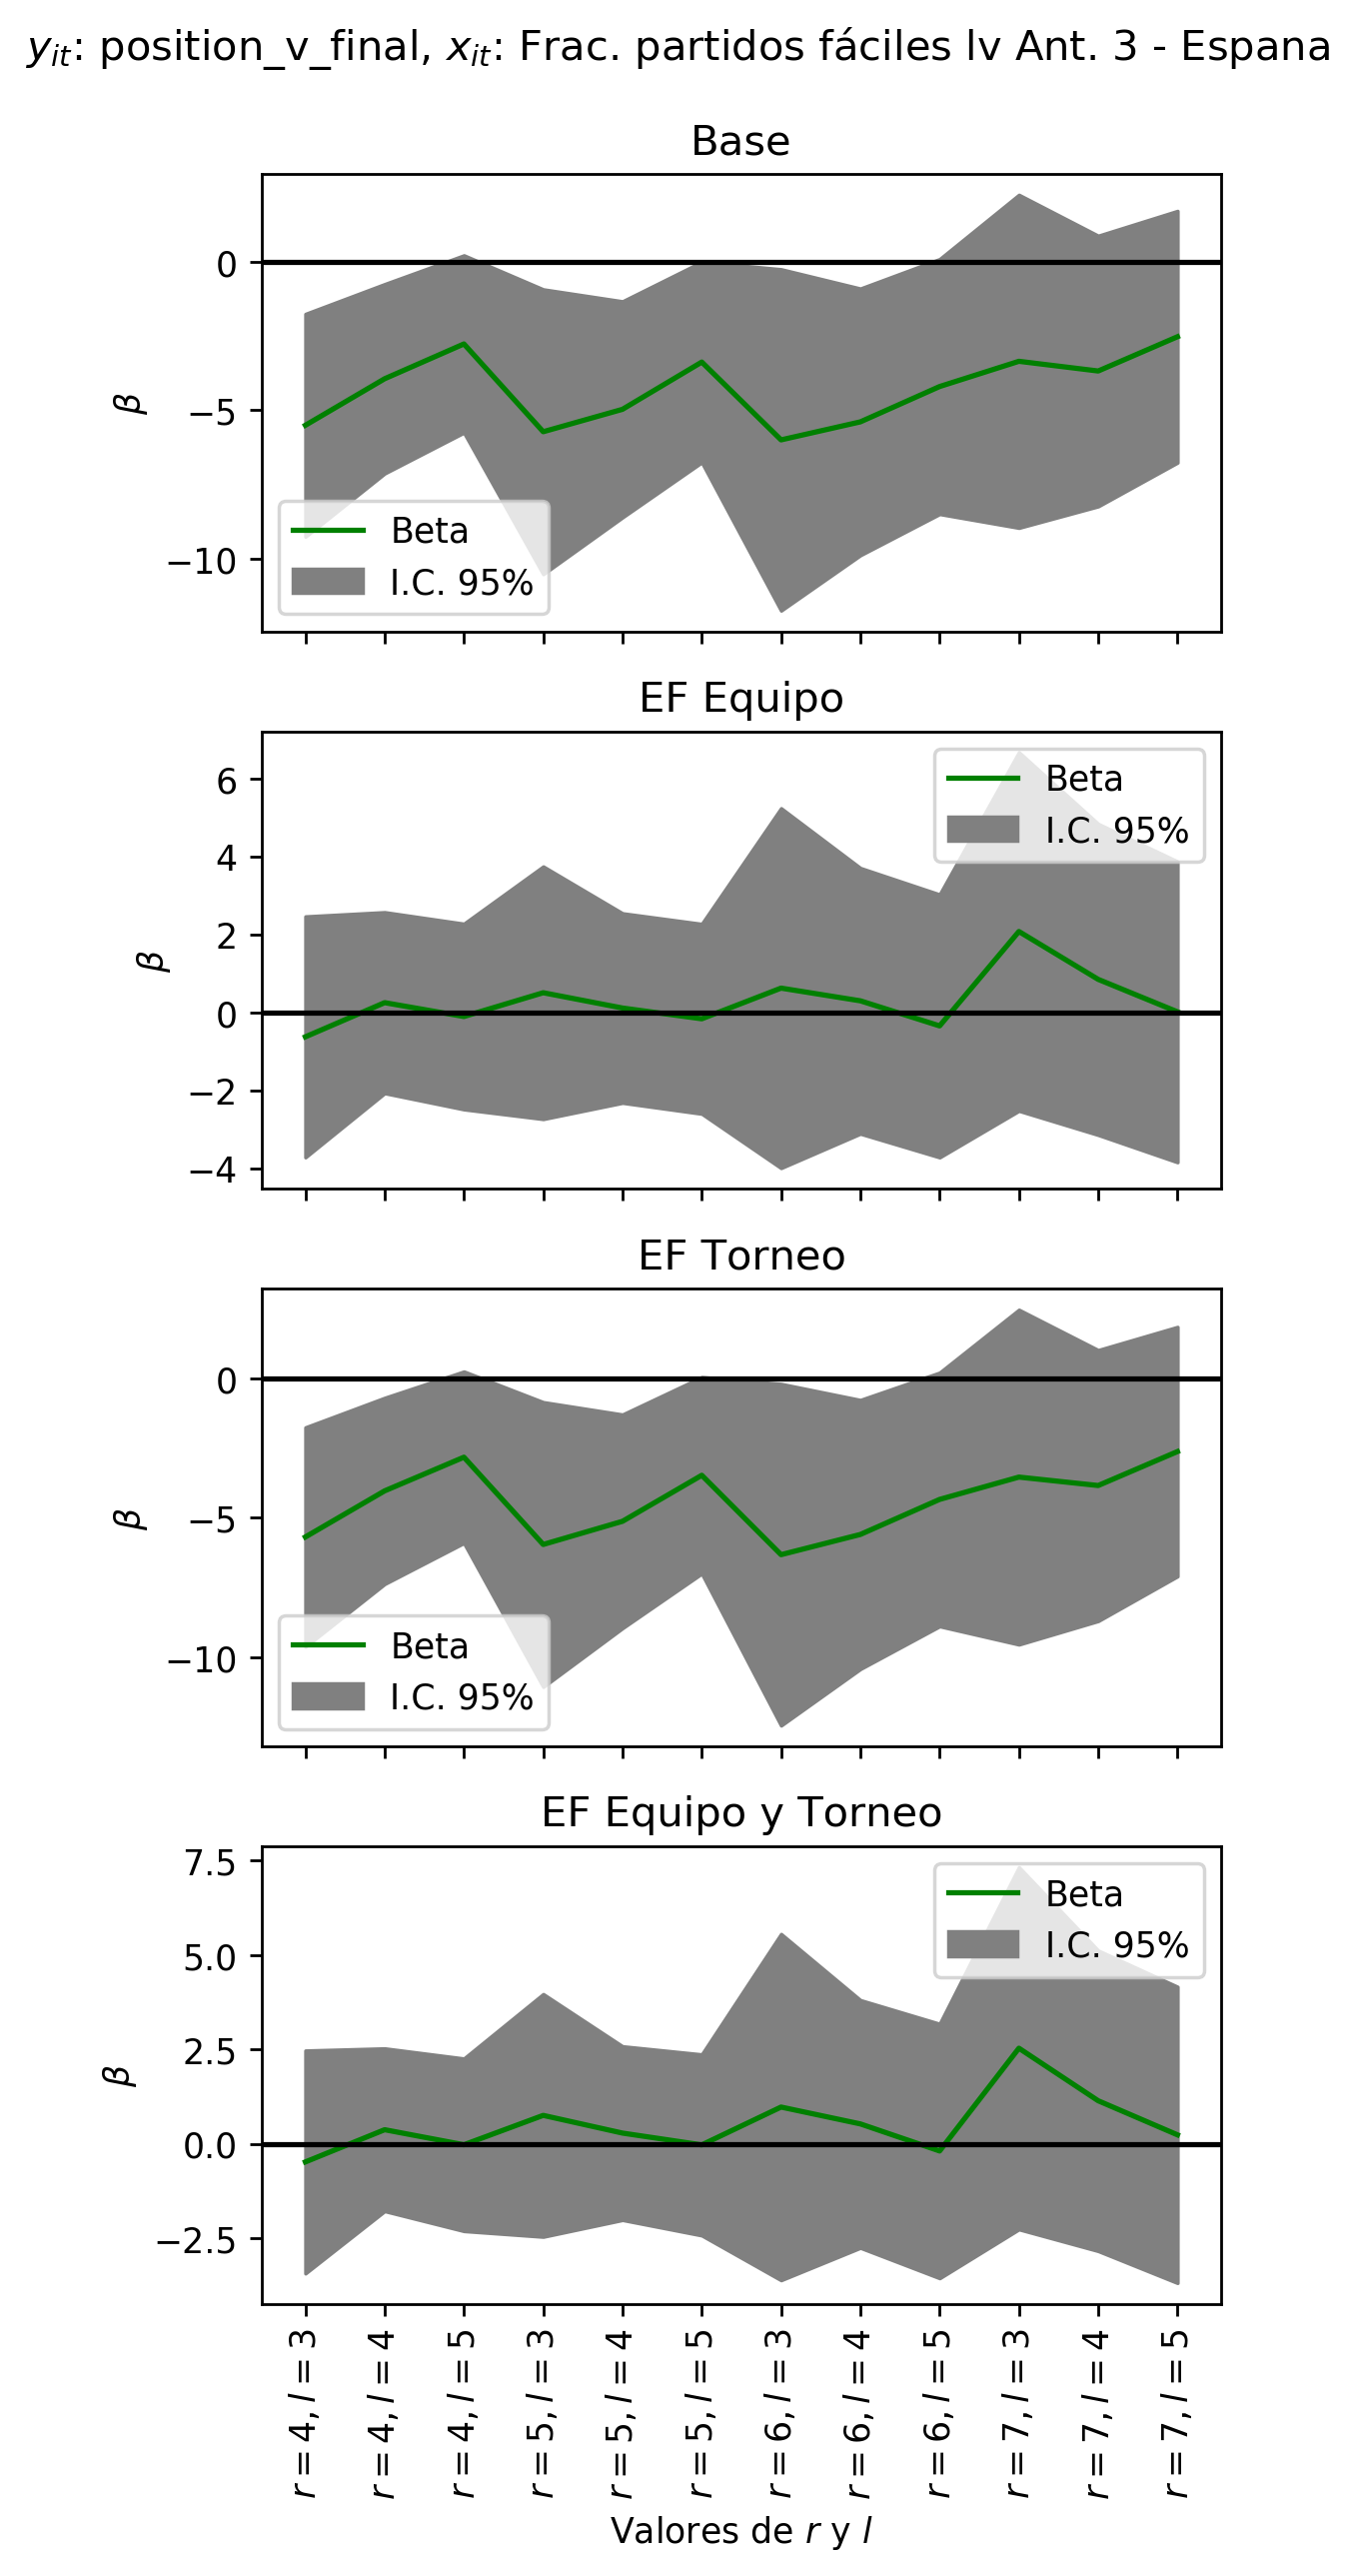 y_it: position_v_final, x_it: Frac. partidos fáciles lv Ant. 3 - Espana
Base
0
−5
−10
β
Beta
I.C. 95%
EF Equipo
6
4
2
0
−2
−4
β
Beta
I.C. 95%
EF Torneo
0
−5
−10
β
Beta
I.C. 95%
EF Equipo y Torneo
7.5
5.0
2.5
0.0
−2.5
β
Beta
I.C. 95%
r = 4, l = 3
r = 4, l = 4
r = 4, l = 5
r = 5, l = 3
r = 5, l = 4
r = 5, l = 5
r = 6, l = 3
r = 6, l = 4
r = 6, l = 5
r = 7, l = 3
r = 7, l = 4
r = 7, l = 5
Valores de r y l